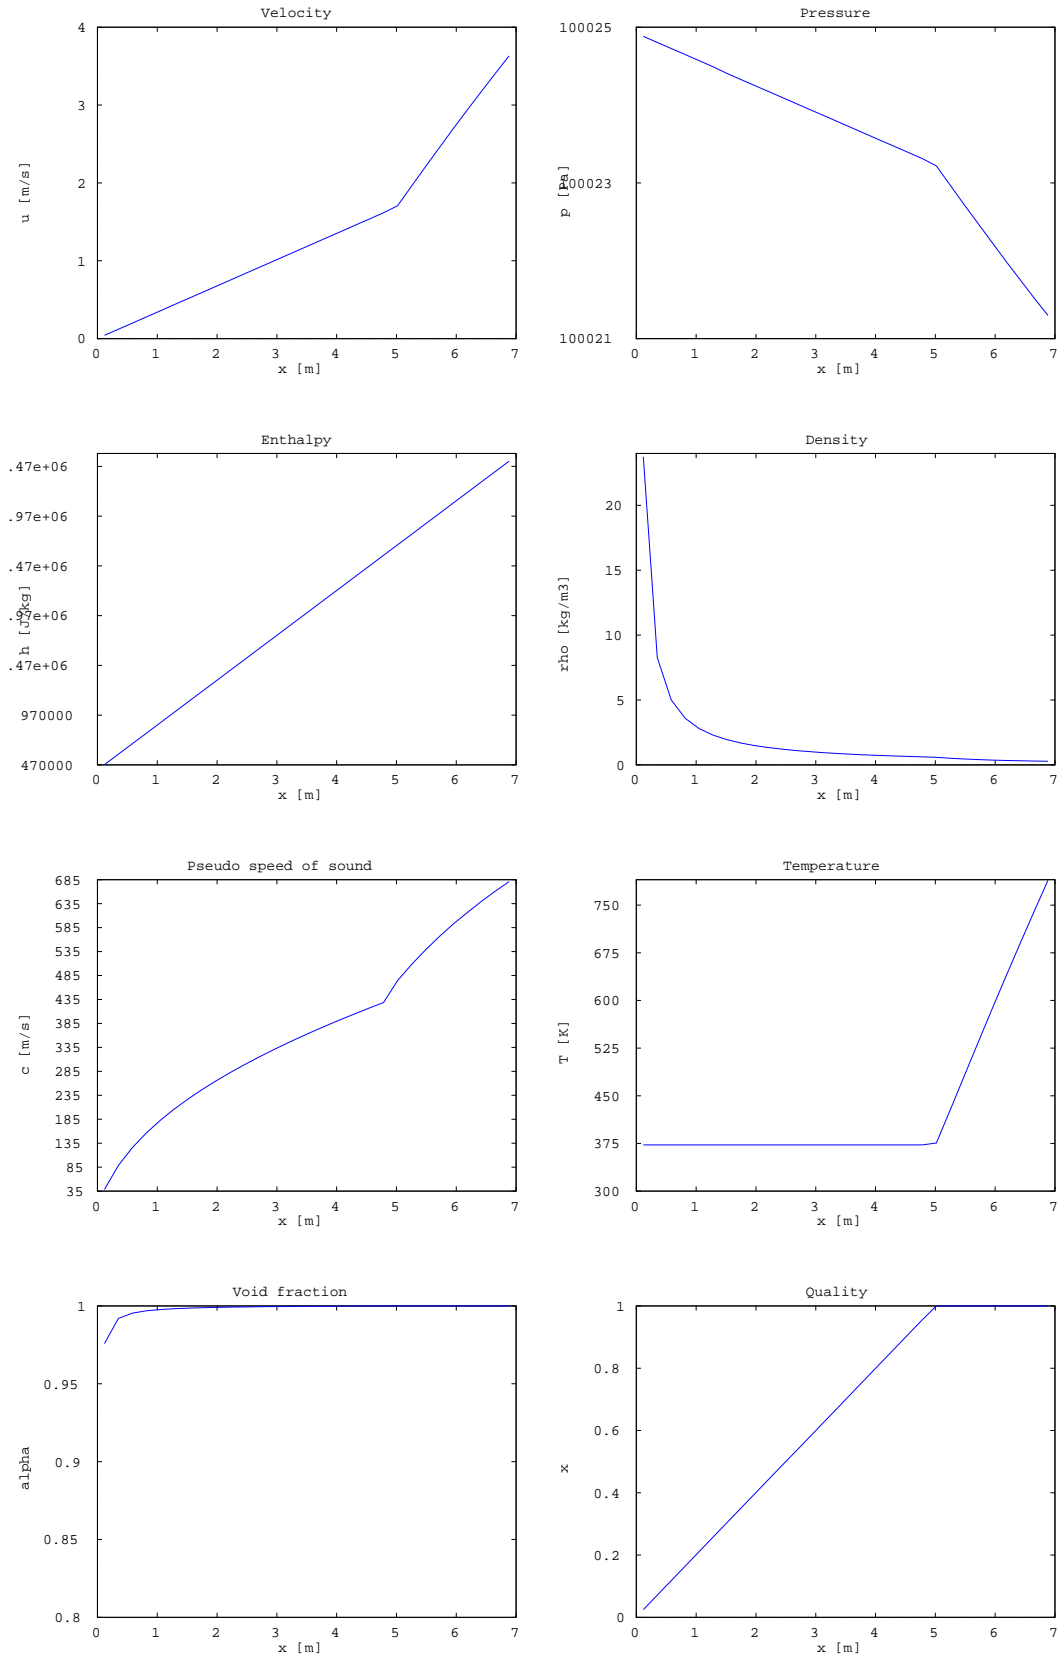 Velocity
4
3
2
1
0
u [m/s]
0 1 2 3 4 5 6 7
x [m]
Pressure
100025
100023
100021
p [Pa]
0 1 2 3 4 5 6 7
x [m]
Enthalpy
.47e+06
.97e+06
.47e+06
.97e+06
.47e+06
970000
470000
h [J/kg]
0 1 2 3 4 5 6 7
x [m]
Density
20
15
10
5
0
rho [kg/m3]
0 1 2 3 4 5 6 7
x [m]
Pseudo speed of sound
685
635
585
535
485
435
385
335
285
235
185
135
85
35
c [m/s]
0 1 2 3 4 5 6 7
x [m]
Temperature
750
675
600
525
450
375
300
T [K]
0 1 2 3 4 5 6 7
x [m]
Void fraction
1
0.95
0.9
0.85
0.8
alpha
0 1 2 3 4 5 6 7
x [m]
Quality
1
0.8
0.6
0.4
0.2
0
x
0 1 2 3 4 5 6 7
x [m]